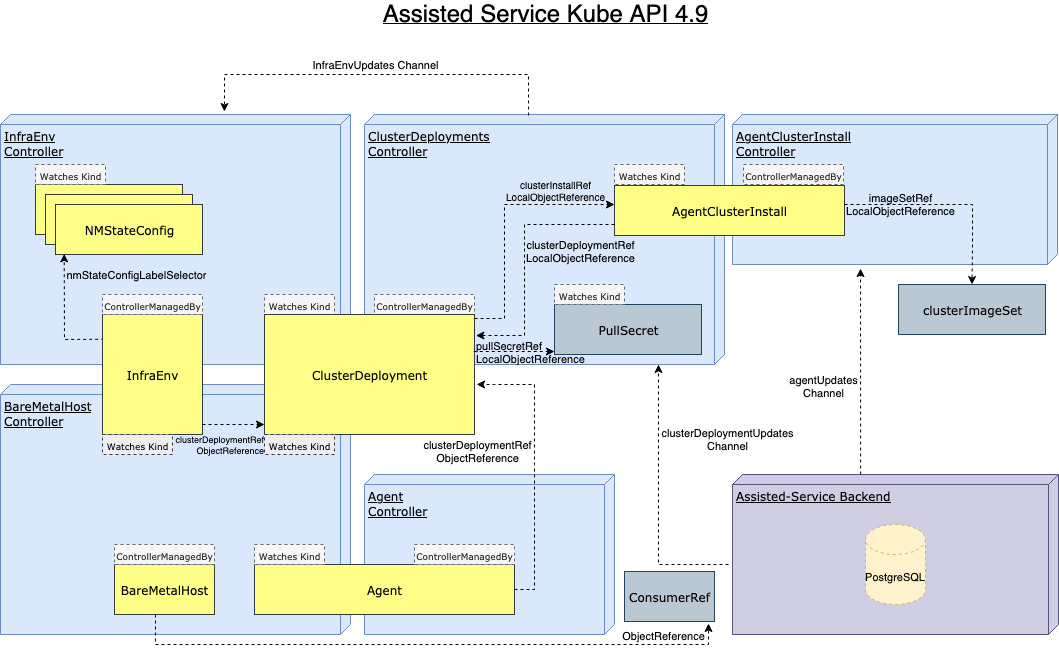 Assisted Service Kube API 4.9
InfraEnvUpdates Channel
InfraEnv
Controller
Watches Kind
NMStateConfig
nmStateConfigLabelSelector
ControllerManagedBy
InfraEnv
Watches Kind
clusterDeploymentRef
ObjectReference
ClusterDeployments
Controller
Watches Kind
ControllerManagedBy
ClusterDeployment
Watches Kind
clusterInstallRef
LocalObjectReference
clusterDeploymentRef
LocalObjectReference
Watches Kind
PullSecret
pullSecretRef
LocalObjectReference
AgentClusterInstall
Controller
Watches Kind
ControllerManagedBy
AgentClusterInstall
imageSetRef
LocalObjectReference
clusterImageSet
agentUpdates
Channel
clusterDeploymentUpdates
Channel
clusterDeploymentRef
ObjectReference
BareMetalHost
Controller
ControllerManagedBy
BareMetalHost
Agent
Controller
Watches Kind
ControllerManagedBy
Agent
ConsumerRef
ObjectReference
Assisted-Service Backend
PostgreSQL